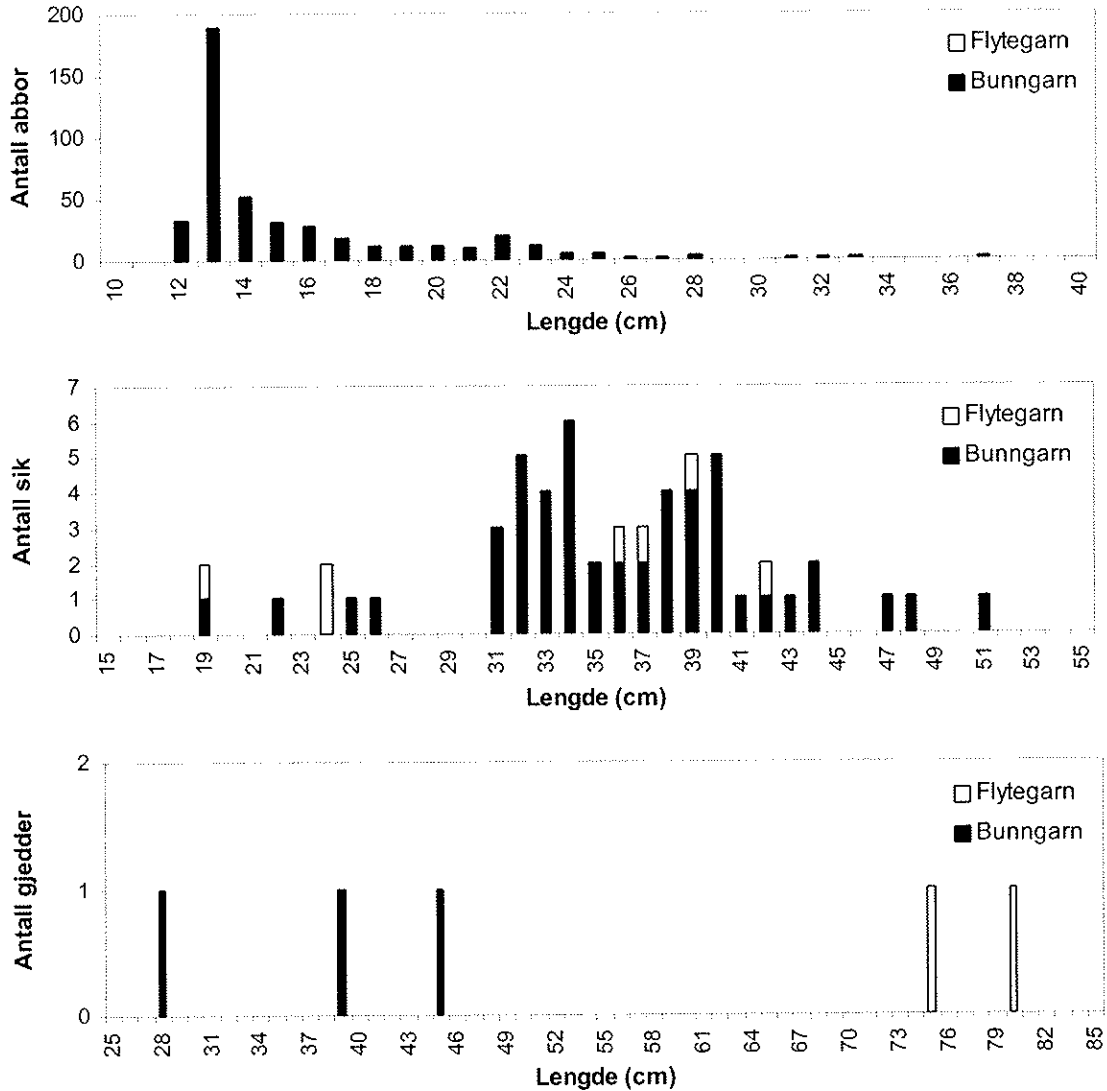 200
150
100
50
0
Antall abbor
Flytegarn
Bunngarn
10 12 14 16 18 20 22 24 26 28 30 32 34 36 38 40
Lengde (cm)
7
6
5
4
3
2
1
0
Antall sik
Flytegarn
Bunngarn
15 17 19 21 23 25 27 29 31 33 35 37 39 41 43 45 47 49 51 53 55
Lengde (cm)
2
1
0
Antall gjedder
Flytegarn
Bunngarn
25 28 31 34 37 40 43 46 49 52 55 58 61 64 67 70 73 76 79 82 85
Lengde (cm)